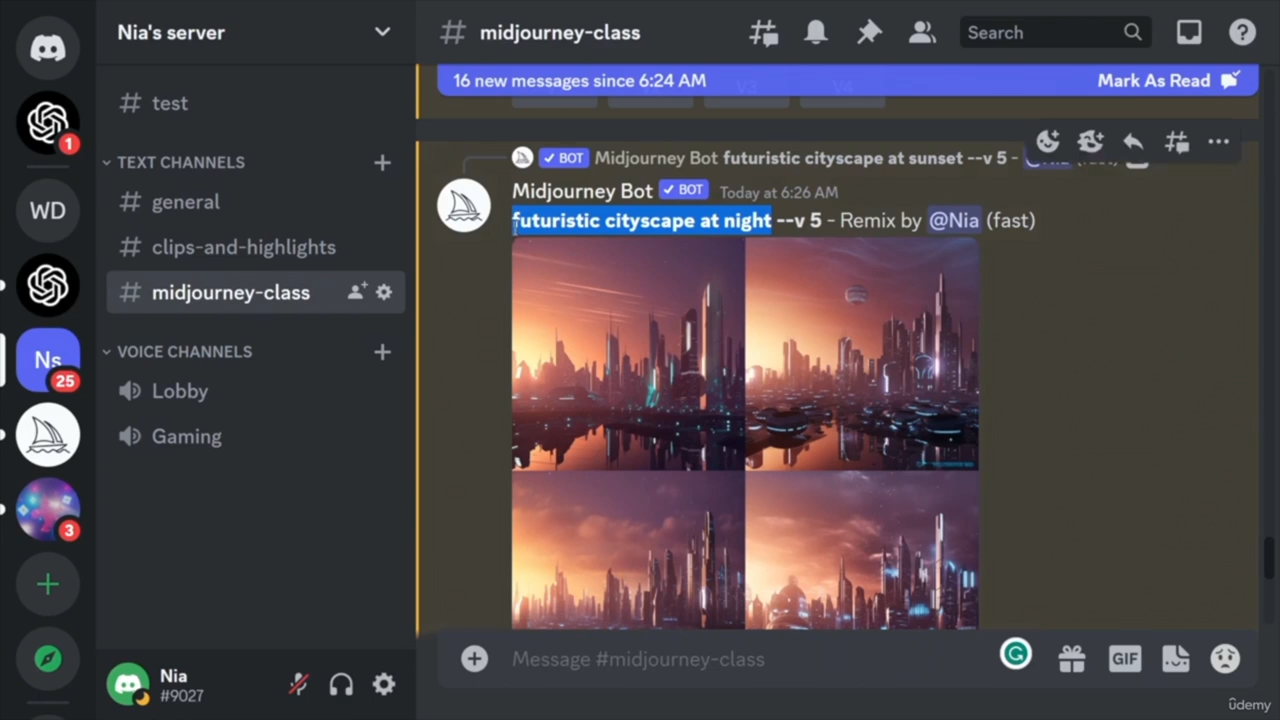 Nia's server
midjourney-class
Search
16 new messages since 6:24 AM
Mark As Read
V3
V4
test
TEXT CHANNELS
general
clips-and-highlights
midjourney-class
VOICE CHANNELS
Lobby
Gaming
1
WD
Ns
25
3
BOT Midjourney Bot futuristic cityscape at sunset --v 5 -
Midjourney Bot BOT Today at 6:26 AM
futuristic cityscape at night --v 5 - Remix by @Nia (fast)
Message #midjourney-class
GIF
Nia
#9027
ûdemy